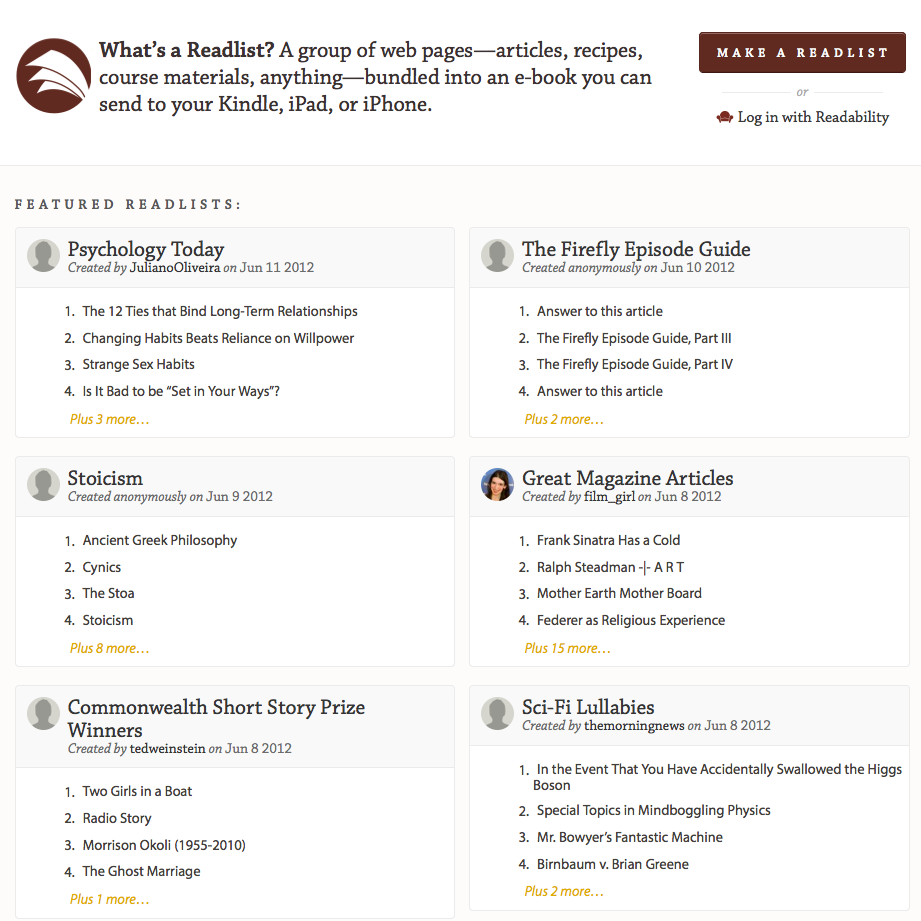 What's a Readlist? A group of web pages—articles, recipes,
course materials, anything—bundled into an e-book you can
send to your Kindle, iPad, or iPhone.
MAKE A READLIST
or
Log in with Readability
FEATURED READLISTS:
Psychology Today
Created by JulianoOliveira on Jun 11 2012
1. The 12 Ties that Bind Long-Term Relationships
2. Changing Habits Beats Reliance on Willpower
3. Strange Sex Habits
4. Is It Bad to be “Set in Your Ways”?
Plus 3 more…
The Firefly Episode Guide
Created anonymously on Jun 10 2012
1. Answer to this article
2. The Firefly Episode Guide, Part III
3. The Firefly Episode Guide, Part IV
4. Answer to this article
Plus 2 more…
Stoicism
Created anonymously on Jun 9 2012
1. Ancient Greek Philosophy
2. Cynics
3. The Stoa
4. Stoicism
Plus 8 more…
Great Magazine Articles
Created by film_girl on Jun 8 2012
1. Frank Sinatra Has a Cold
2. Ralph Steadman -|- A R T
3. Mother Earth Mother Board
4. Federer as Religious Experience
Plus 15 more…
Commonwealth Short Story Prize
Winners
Created by tedweinstein on Jun 8 2012
1. Two Girls in a Boat
2. Radio Story
3. Morrison Okoli (1955-2010)
4. The Ghost Marriage
Plus 1 more…
Sci-Fi Lullabies
Created by themorningnews on Jun 8 2012
1. In the Event That You Have Accidentally Swallowed the Higgs
Boson
2. Special Topics in Mindboggling Physics
3. Mr. Bowyer’s Fantastic Machine
4. Birnbaum v. Brian Greene
Plus 2 more…